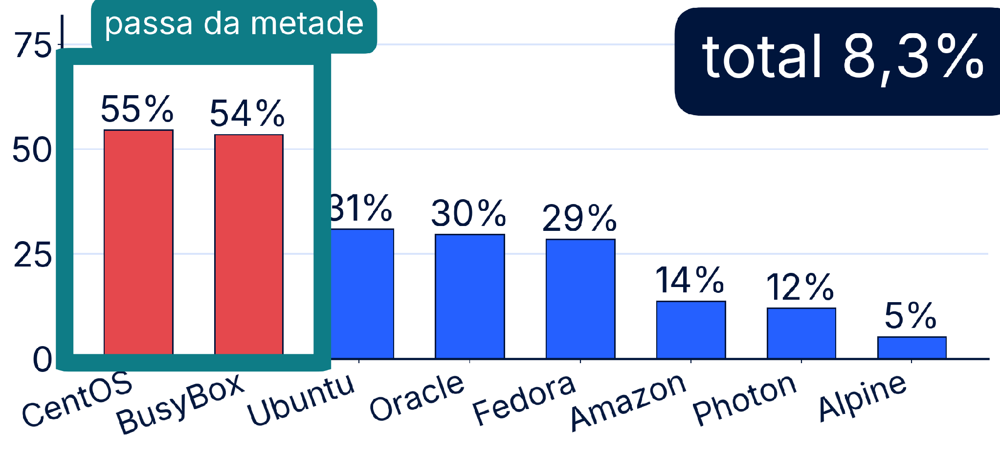 passa da metade
total 8,3%
75
50
25
0
55%
54%
31%
30%
29%
14%
12%
5%
CentOS
BusyBox
Ubuntu
Oracle
Fedora
Amazon
Photon
Alpine